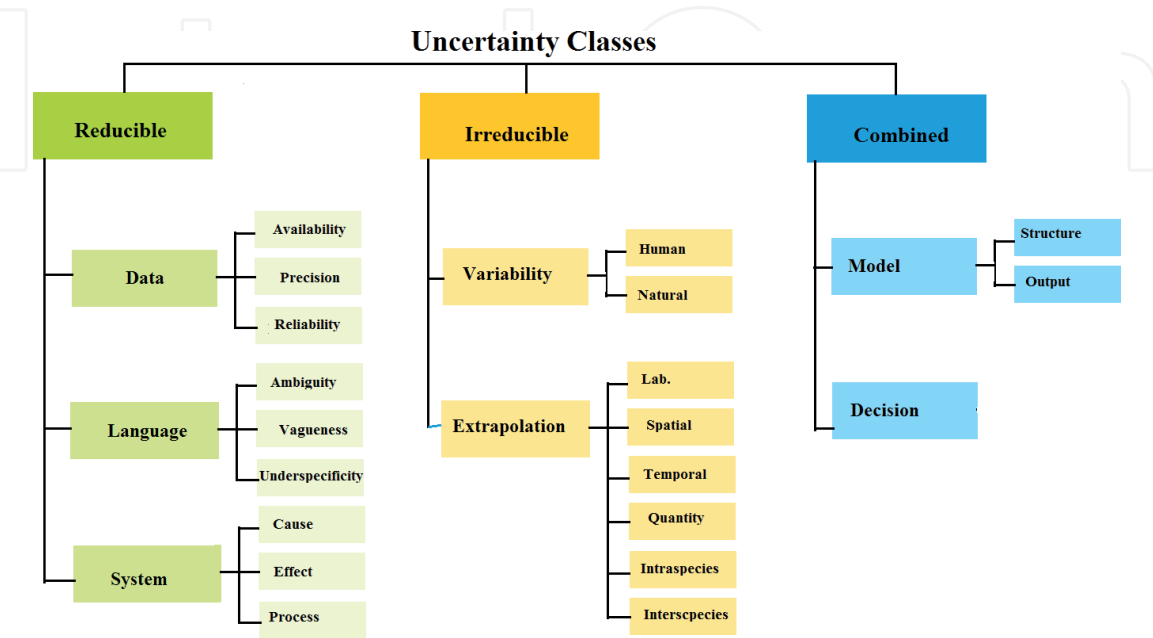 Uncertainty Classes
Reducible
Irreducible
Combined
Data
Availability
Precision
Reliability
Language
Ambiguity
Vagueness
Underspecificity
System
Cause
Effect
Process
Variability
Human
Natural
Extrapolation
Lab.
Spatial
Temporal
Quantity
Intraspecies
Interscpecies
Model
Structure
Output
Decision